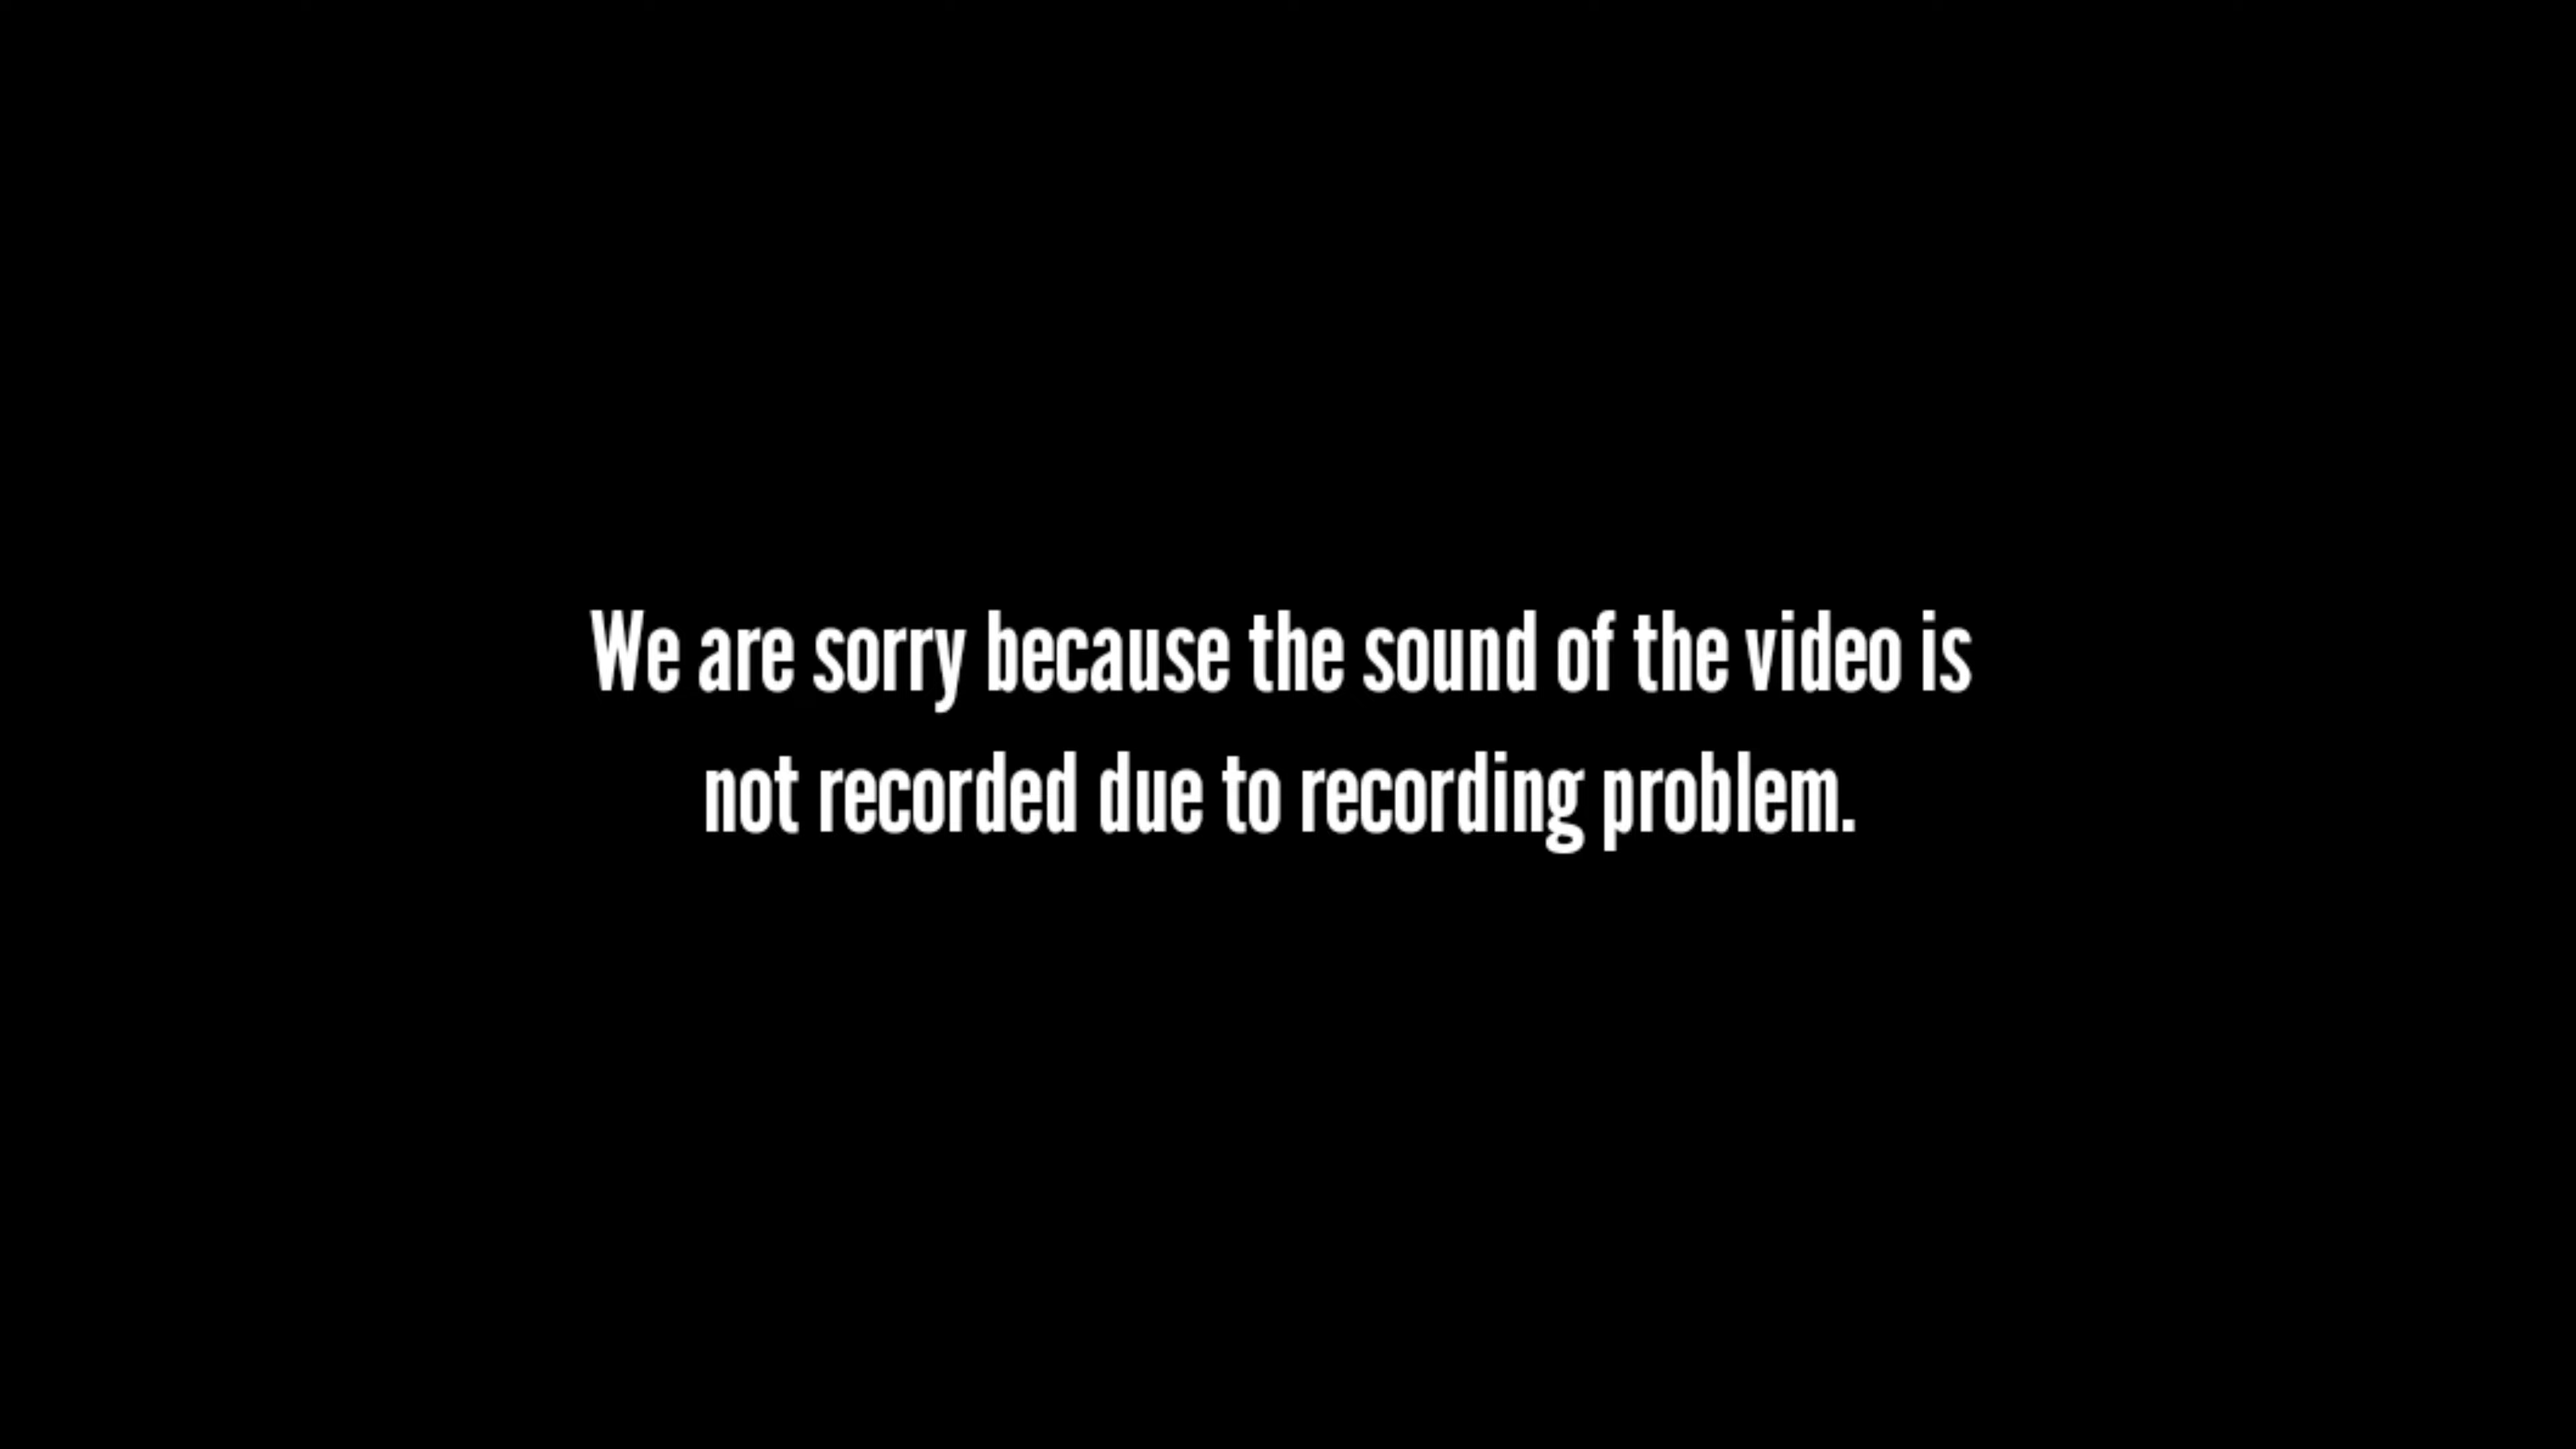 We are sorry because the sound of the video is
not recorded due to recording problem.